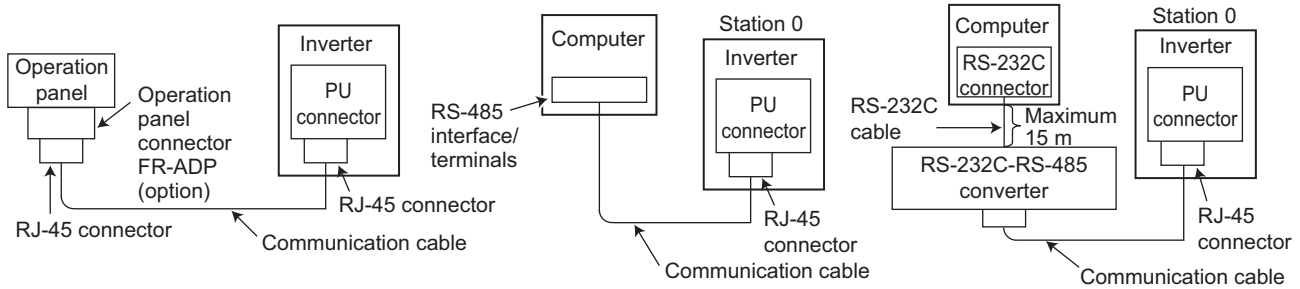 Operation
panel
Operation
panel
connector
FR-ADP
(option)
RJ-45 connector
Inverter
PU
connector
RJ-45 connector
Communication cable
Computer
RS-485
interface/
terminals
Station 0
Inverter
PU
connector
RJ-45
connector
Communication cable
Computer
RS-232C
connector
RS-232C
cable
Maximum
15 m
RS-232C-RS-485
converter
Station 0
Inverter
PU
connector
RJ-45
connector
Communication cable